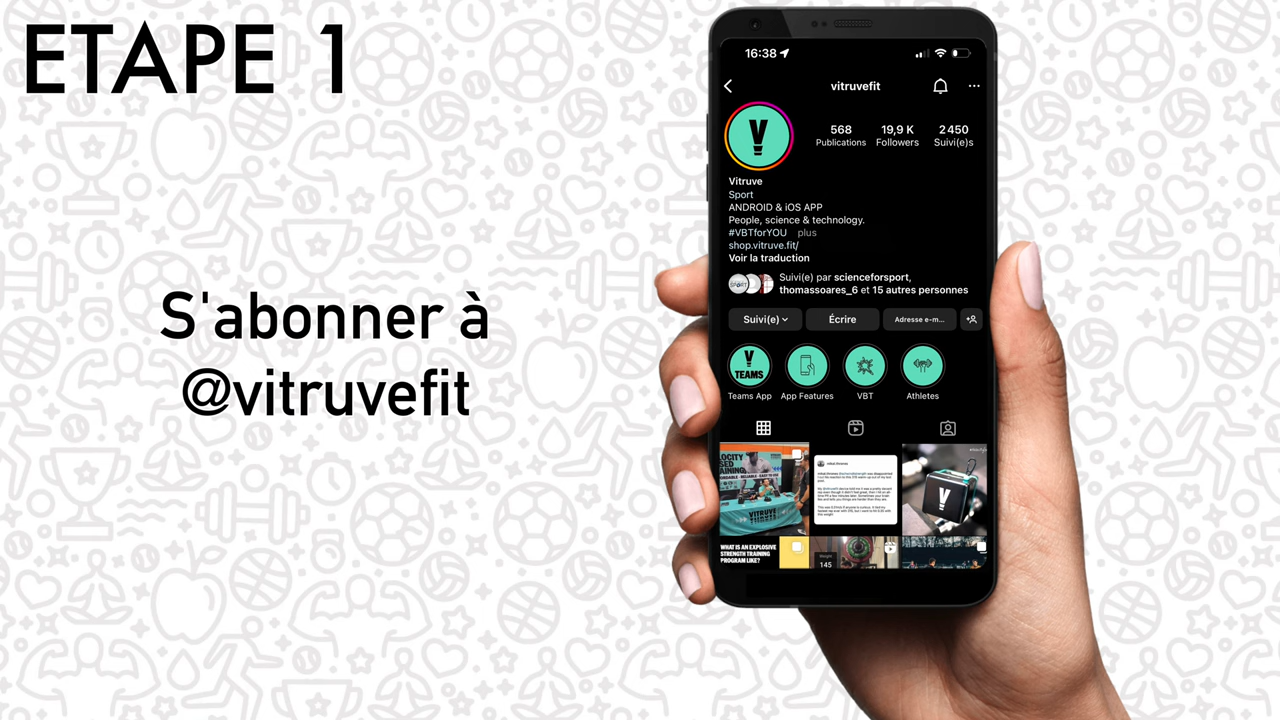 ETAPE 1
S'abonner à
@vitruvefit
16:38
vitruvefit
568
Publications
19,9 K
Followers
2 450
Suivi(e)s
Vitruve
Sport
ANDROID & iOS APP
People, science & technology.
#VBTforYOU plus
shop.vitruve.fit/
Voir la traduction
Suivi(e) par scienceforsport,
thomassoares_6 et 15 autres personnes
Suivi(e)
Écrire
Adresse e-m...
TEAMS
Teams App
App Features
VBT
Athletes
VITRUVE
WHAT IS AN EXPLOSIVE
STRENGTH TRAINING
PROGRAM LIKE?
Weight
145